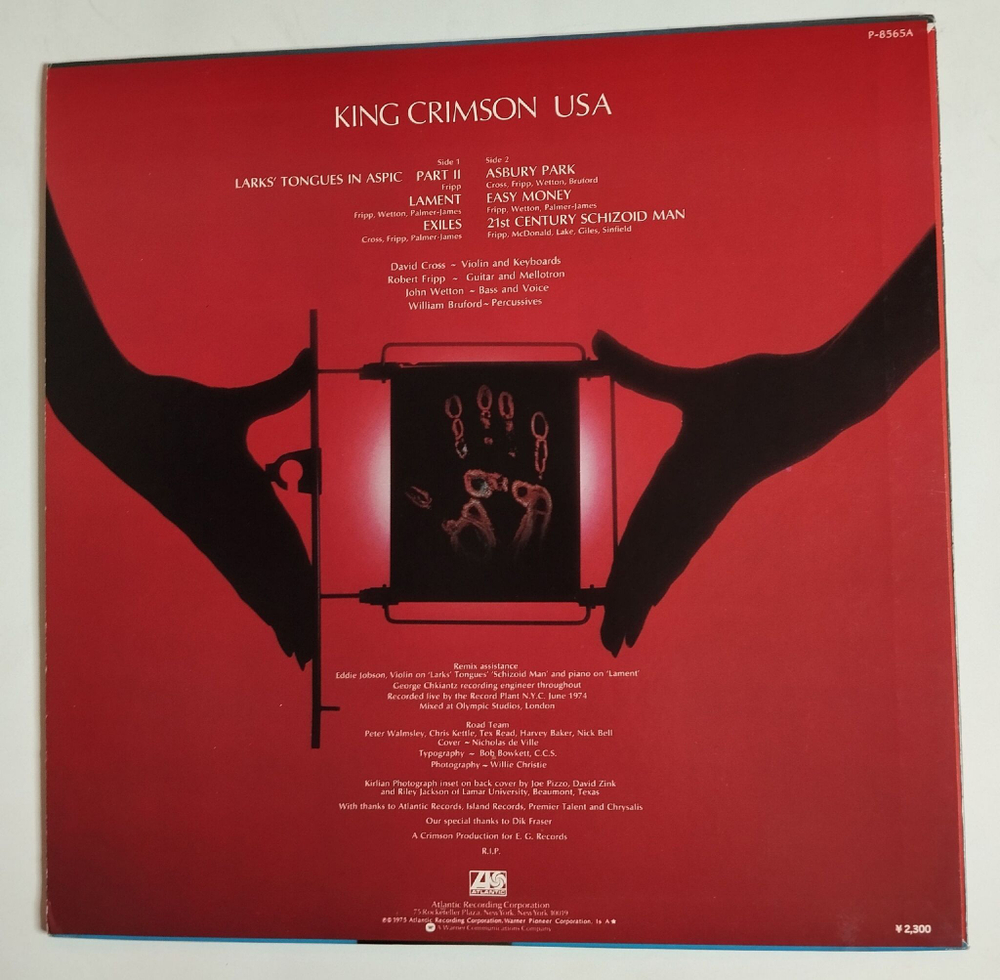 P-8565A
KING CRIMSON USA
Side 1
LARKS' TONGUES IN ASPIC PART II
Fripp
LAMENT
Fripp, Wetton, Palmer-James
EXILES
Cross, Fripp, Palmer-James
Side 2
ASBURY PARK
Cross, Fripp, Wetton, Bruford
EASY MONEY
Fripp, Wetton, Palmer-James
21st CENTURY SCHIZOID MAN
Fripp, McDonald, Lake, Giles, Sinfield
David Cross ~ Violin and Keyboards
Robert Fripp ~ Guitar and Mellotron
John Wetton ~ Bass and Voice
William Bruford ~ Percussives
Remix assistance
Eddie Jobson, Violin on 'Larks' Tongues' 'Schizoid Man' and piano on 'Lament'
George Chkiantz recording engineer throughout
Recorded live by the Record Plant N.Y.C. June 1974
Mixed at Olympic Studios, London
Road Team
Peter Walmsley, Chris Kettle, Tex Read, Harvey Baker, Nick Bell
Cover ~ Nicholas de Ville
Typography ~ Bob Bowkett, C.C.S.
Photography ~ Willie Christie
Kirlian Photograph inset on back cover by Joe Pizzo, David Zink
and Riley Jackson of Lamar University, Beaumont, Texas
With thanks to Atlantic Records, Island Records, Premier Talent and Chrysalis
Our special thanks to Dik Fraser
A Crimson Production for E. G. Records
R.I.P.
ATLANTIC
Atlantic Recording Corporation
75 Rockefeller Plaza, New York, New York 10019
℗©1975 Atlantic Recording Corporation. Warner Pioneer Corporation,
A Warner Communications Company
¥2,300